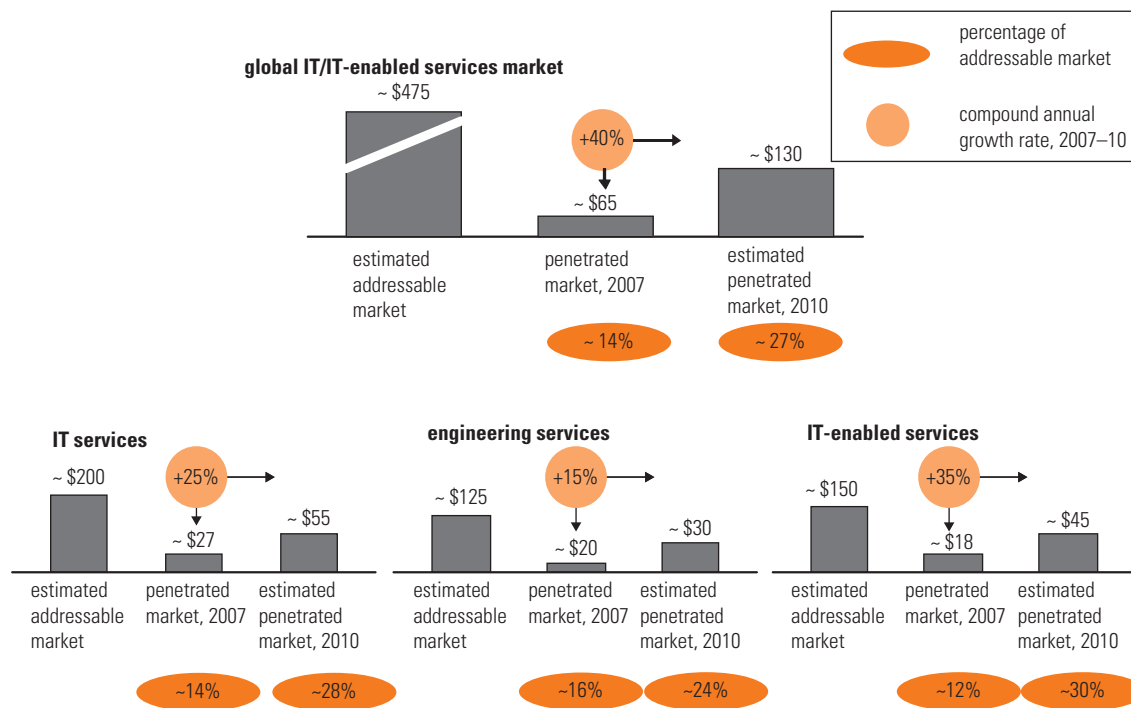 percentage of
addressable market
compound annual
growth rate, 2007–10
global IT/IT-enabled services market
~ $475
+40%
~ $65
~ $130
estimated
addressable
market
penetrated
market, 2007
estimated
penetrated
market, 2010
~ 14%
~ 27%
IT services
~ $200
+25%
~ $27
~ $55
estimated
addressable
market
penetrated
market, 2007
estimated
penetrated
market, 2010
~14%
~28%
engineering services
~ $125
+15%
~ $20
~ $30
estimated
addressable
market
penetrated
market, 2007
estimated
penetrated
market, 2010
~16%
~24%
IT-enabled services
~ $150
+35%
~ $18
~ $45
estimated
addressable
market
penetrated
market, 2007
estimated
penetrated
market, 2010
~12%
~30%